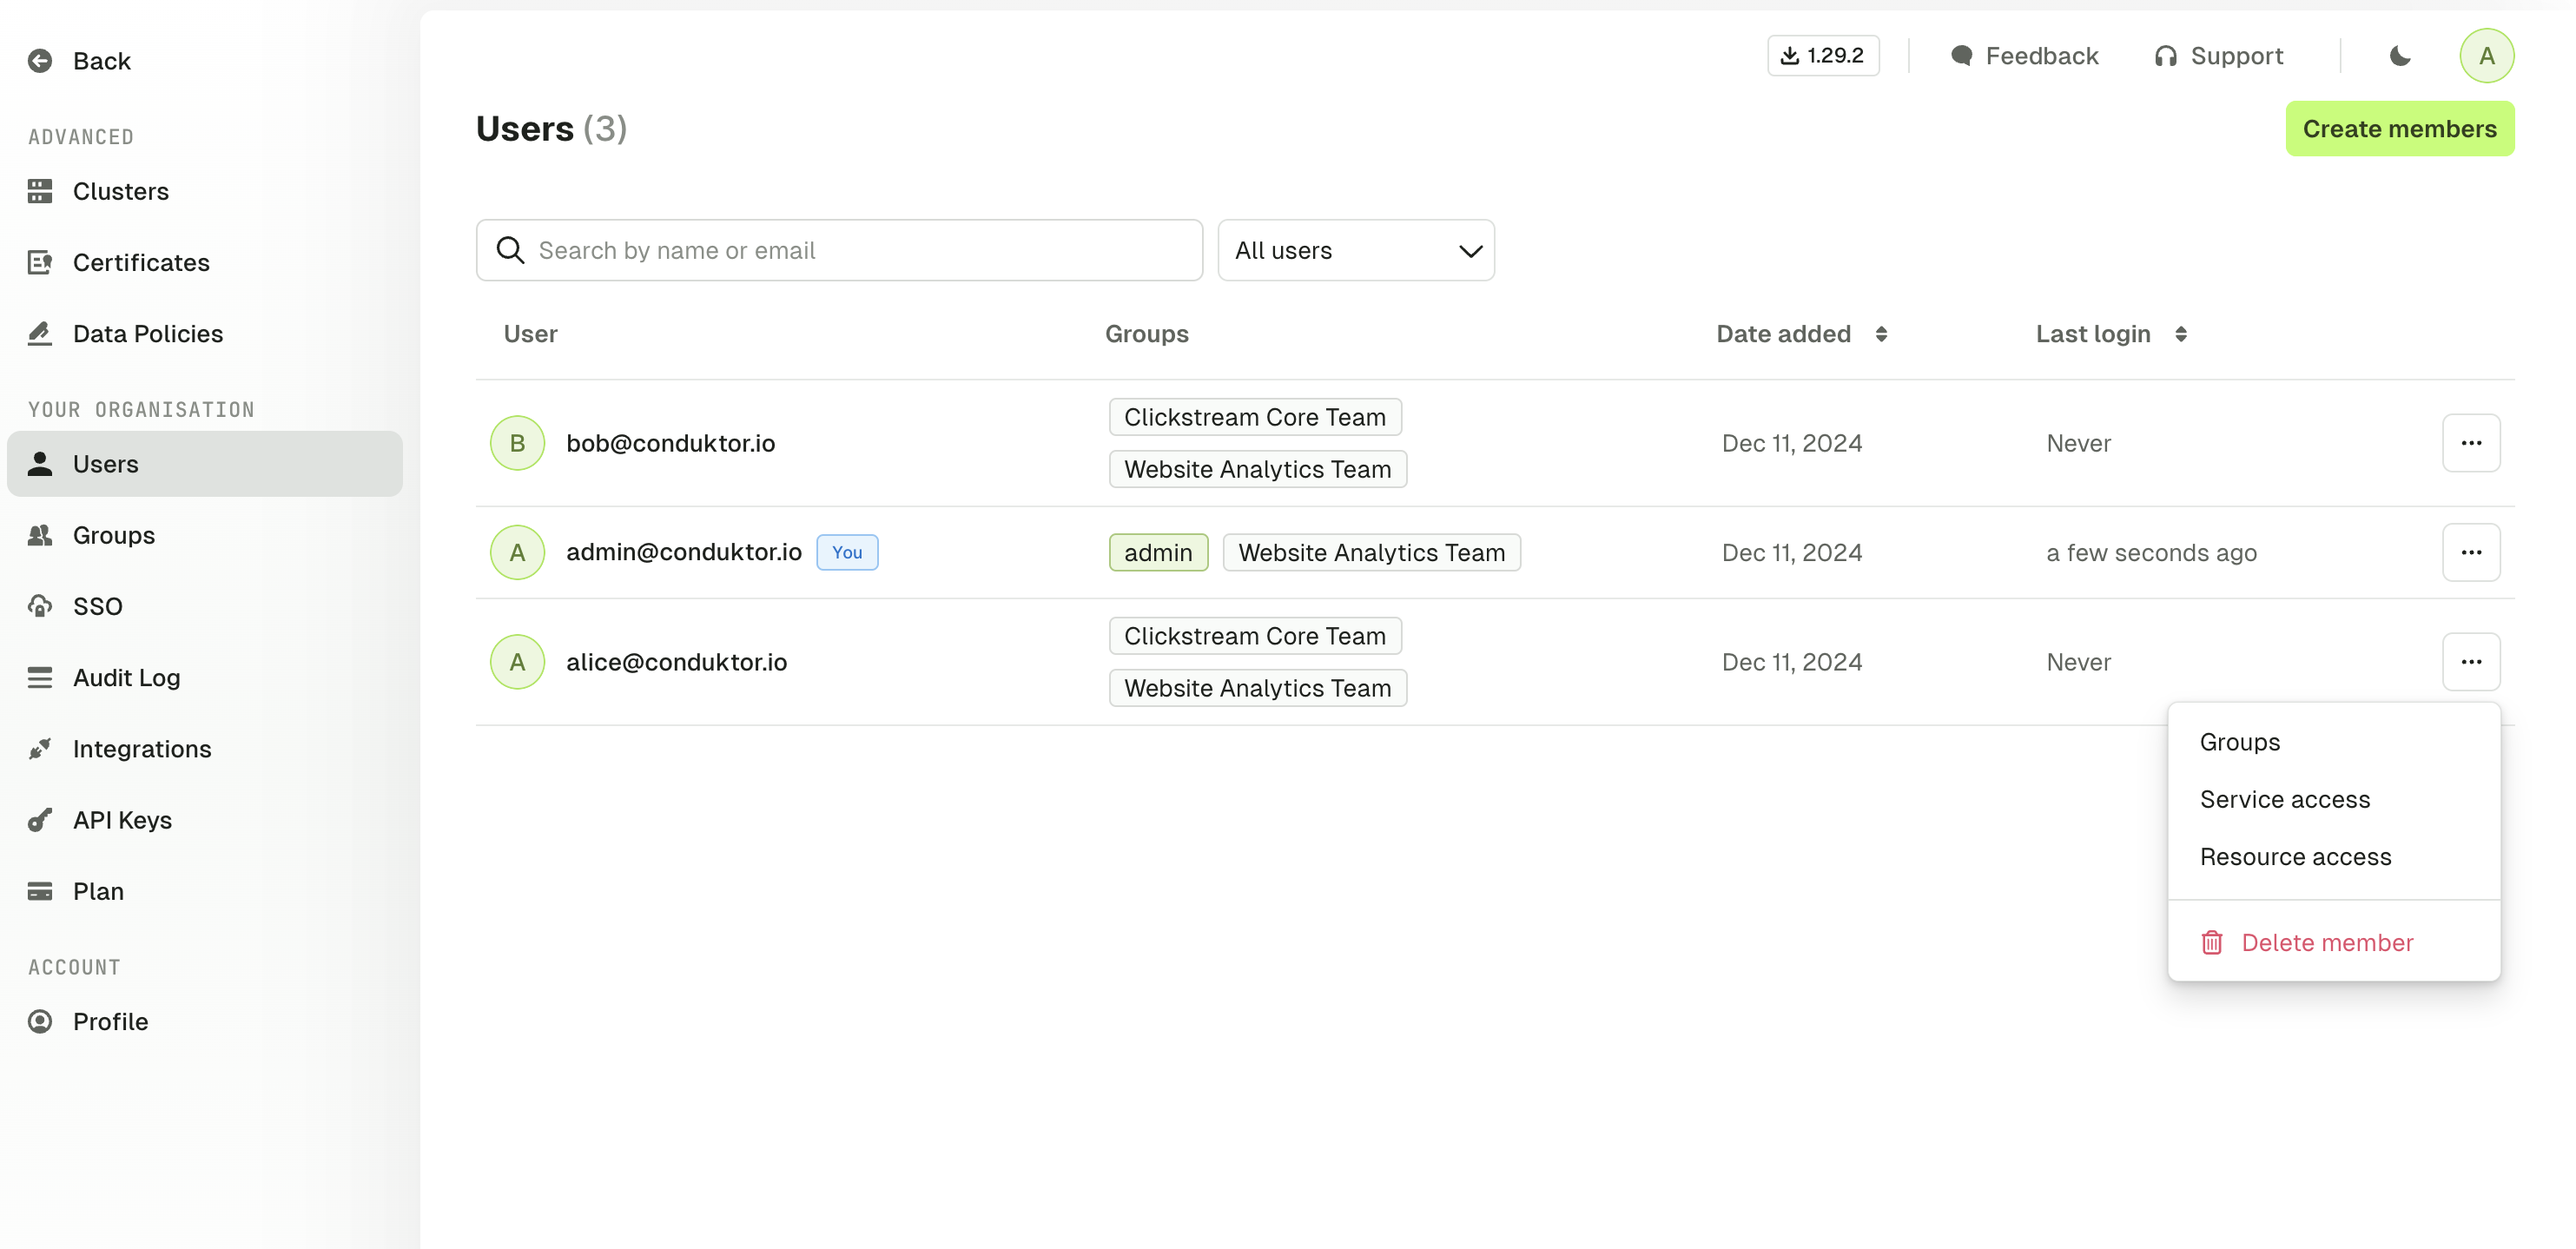 Back
ADVANCED
Clusters
Certificates
Data Policies
YOUR ORGANISATION
Users
Groups
SSO
Audit Log
Integrations
API Keys
Plan
ACCOUNT
Profile
1.29.2
Feedback
Support
A
Users (3)
Create members
Search by name or email
All users
User Groups Date added Last login
B bob@conduktor.io Clickstream Core Team Dec 11, 2024 Never
Website Analytics Team
A admin@conduktor.io You admin Website Analytics Team Dec 11, 2024 a few seconds ago
A alice@conduktor.io Clickstream Core Team Dec 11, 2024 Never
Website Analytics Team
Groups
Service access
Resource access
Delete member